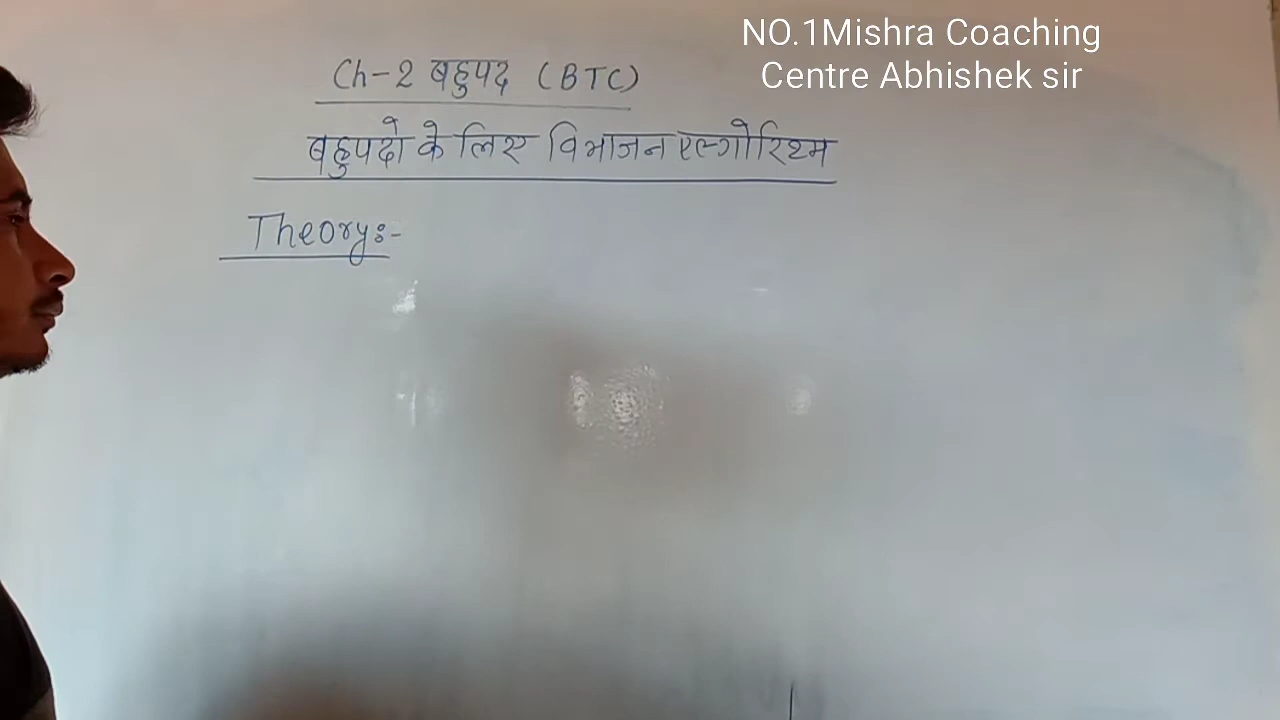 NO.1Mishra Coaching
Centre Abhishek sir
Ch-2 बहुपद (BTC)
बहुपदो के लिए विभाजन एल्गोरिथ्म
Theory:-